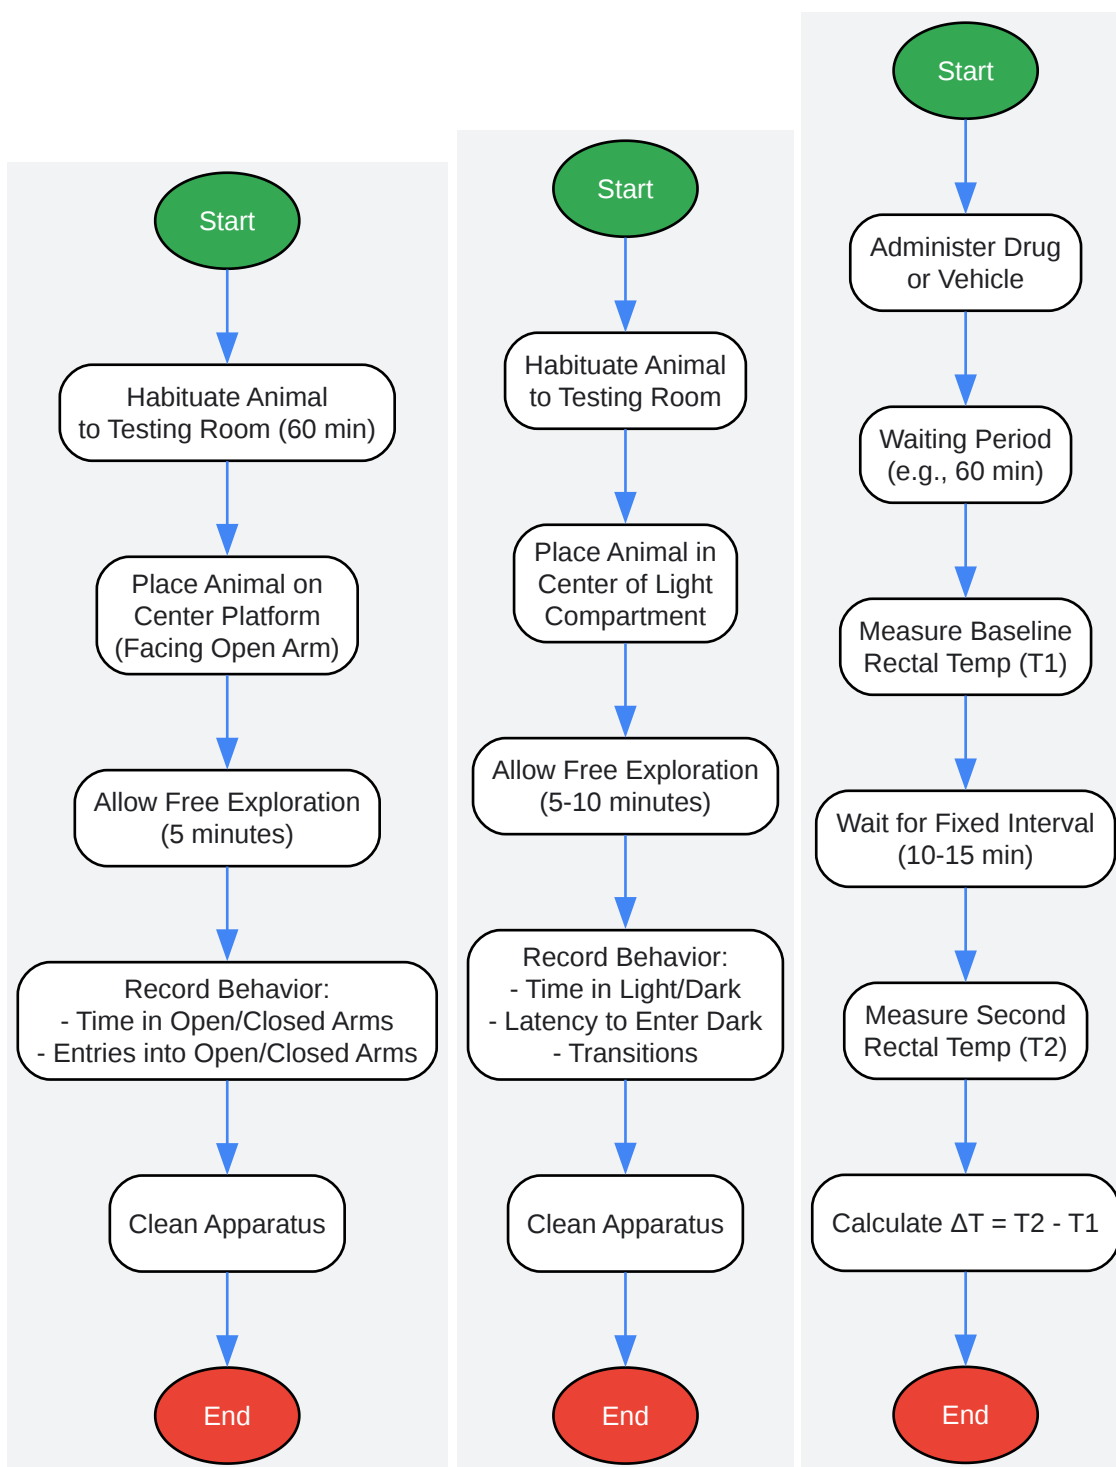 Start
Habituate Animal
to Testing Room (60 min)
Place Animal on
Center Platform
(Facing Open Arm)
Allow Free Exploration
(5 minutes)
Record Behavior:
- Time in Open/Closed Arms
- Entries into Open/Closed Arms
Clean Apparatus
End
Start
Habituate Animal
to Testing Room
Place Animal in
Center of Light
Compartment
Allow Free Exploration
(5-10 minutes)
Record Behavior:
- Time in Light/Dark
- Latency to Enter Dark
- Transitions
Clean Apparatus
End
Start
Administer Drug
or Vehicle
Waiting Period
(e.g., 60 min)
Measure Baseline
Rectal Temp (T1)
Wait for Fixed Interval
(10-15 min)
Measure Second
Rectal Temp (T2)
Calculate ΔT = T2 - T1
End